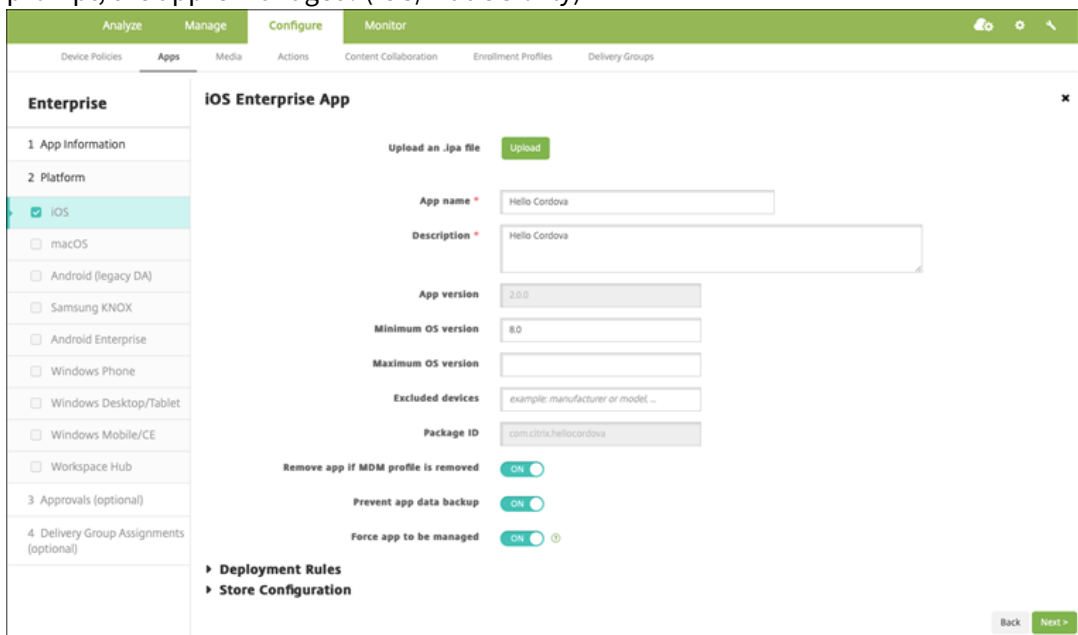 Analyze Manage Configure Monitor
Device Policies Apps Media Actions Content Collaboration Enrollment Profiles Delivery Groups
Enterprise
1 App Information
2 Platform
iOS
macOS
Android (legacy DA)
Samsung KNOX
Android Enterprise
Windows Phone
Windows Desktop/Tablet
Windows Mobile/CE
Workspace Hub
3 Approvals (optional)
4 Delivery Group Assignments
(optional)
iOS Enterprise App
Upload an .ipa file Upload
App name * Hello Cordova
Description * Hello Cordova
App version 2.0.0
Minimum OS version 8.0
Maximum OS version
Excluded devices example: manufacturer or model, ..
Package ID com.citrix.hellocordova
Remove app if MDM profile is removed ON
Prevent app data backup ON
Force app to be managed ON ?
Deployment Rules
Store Configuration
Back Next >